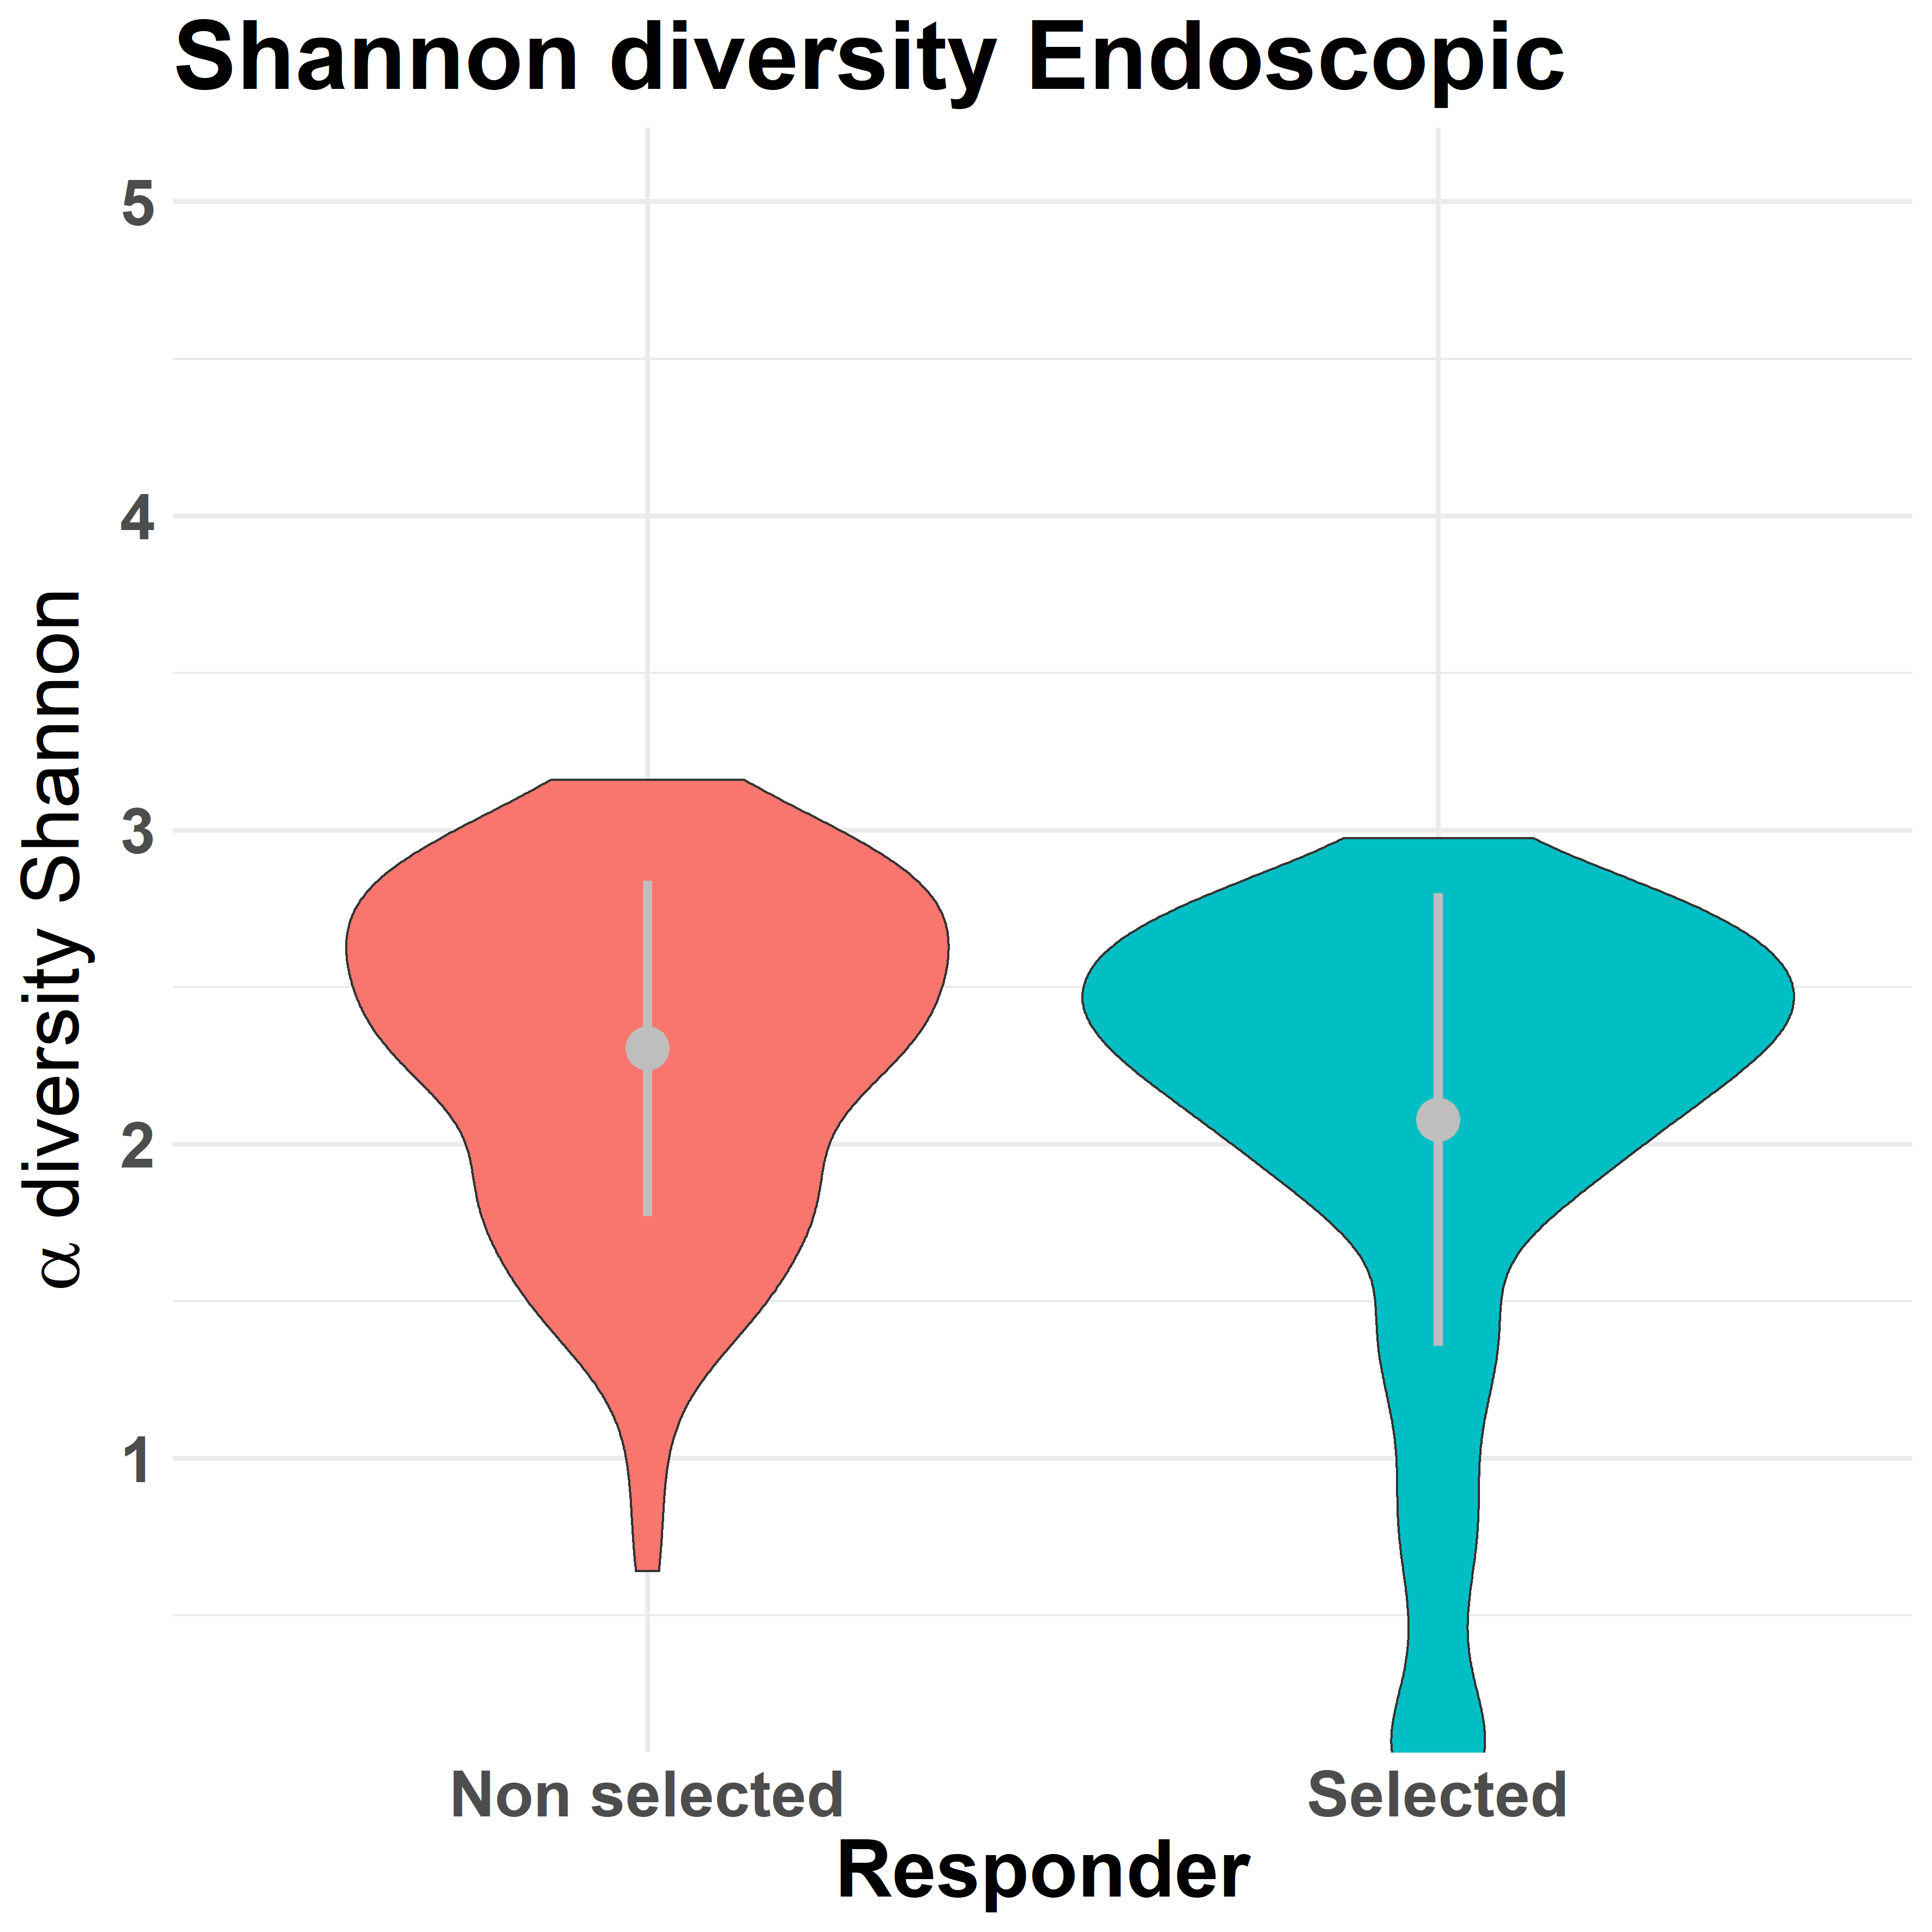 Shannon diversity Endoscopic
α diversity Shannon
5
4
3
2
1
Non selected
Selected
Responder